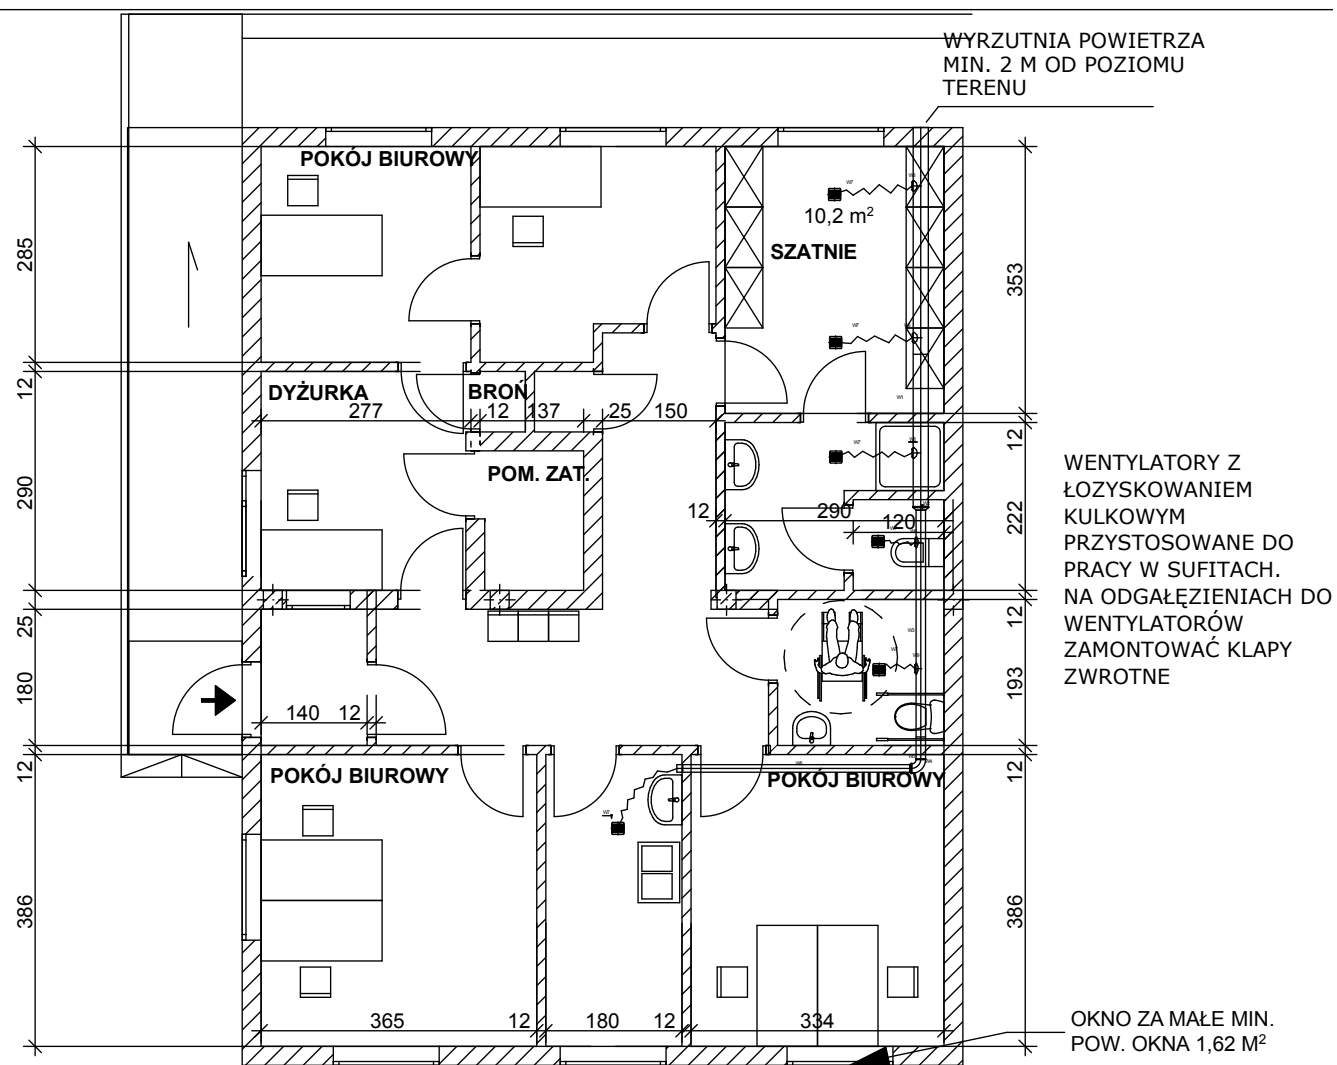 WYRZUTNIA POWIETRZA
MIN. 2 M OD POZIOMU
TERENU
POKÓJ BIUROWY
10,2 m²
SZATNIE
285
353
12
DYŻURKA
BROŃ
277
12
137
25
150
12
POM. ZAT.
290
12
290
120
222
WENTYLATORY Z
ŁOZYSKOWANIEM
KULKOWYM
PRZYSTOSOWANE DO
PRACY W SUFITACH.
NA ODGAŁĘZIENIACH DO
WENTYLATORÓW
ZAMONTOWAĆ KLAPY
ZWROTNE
25
12
180
193
140
12
12
12
POKÓJ BIUROWY
POKÓJ BIUROWY
386
386
365
12
180
12
334
OKNO ZA MAŁE MIN.
POW. OKNA 1,62 M²